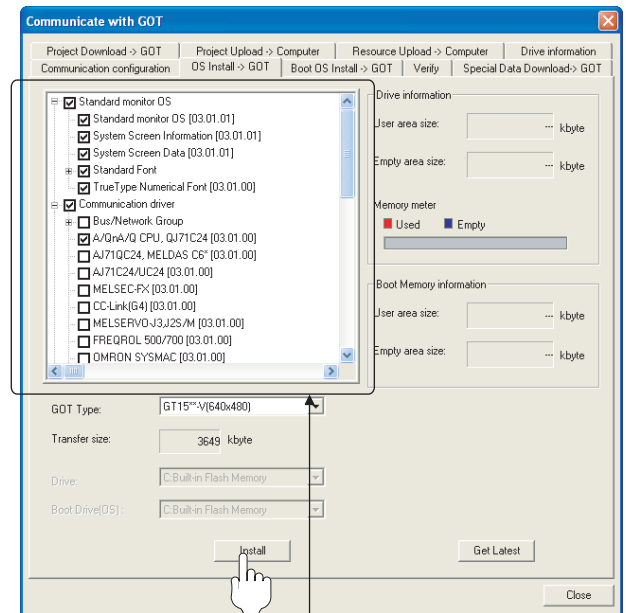 Communicate with GOT
Project Download -> GOT Project Upload -> Computer Resource Upload -> Computer Drive information
Communication configuration OS Install -> GOT Boot OS Install -> GOT Verify Special Data Download-> GOT
Standard monitor OS
Standard monitor OS [03.01.01]
System Screen Information [03.01.01]
System Screen Data [03.01.01]
Standard Font
TrueType Numerical Font [03.01.00]
Communication driver
Bus/Network Group
A/QnA/Q CPU, QJ71C24 [03.01.00]
AJ71QC24, MELDAS C6* [03.01.00]
AJ71C24/UC24 [03.01.00]
MELSEC-FX [03.01.00]
CC-Link(G4) [03.01.00]
MELSERVO-J3,J2S/M [03.01.00]
FREQROL 500/700 [03.01.00]
OMRON SYSMAC [03.01.00]
Drive information
User area size: --- kbyte
Empty area size: --- kbyte
Memory meter
Used Empty
Boot Memory information
User area size: --- kbyte
Empty area size: --- kbyte
GOT Type: GT15**-V(640x480)
Transfer size: 3649 kbyte
Drive: C:Built-in Flash Memory
Boot Drive(OS) : C:Built-in Flash Memory
Install Get Latest
Close